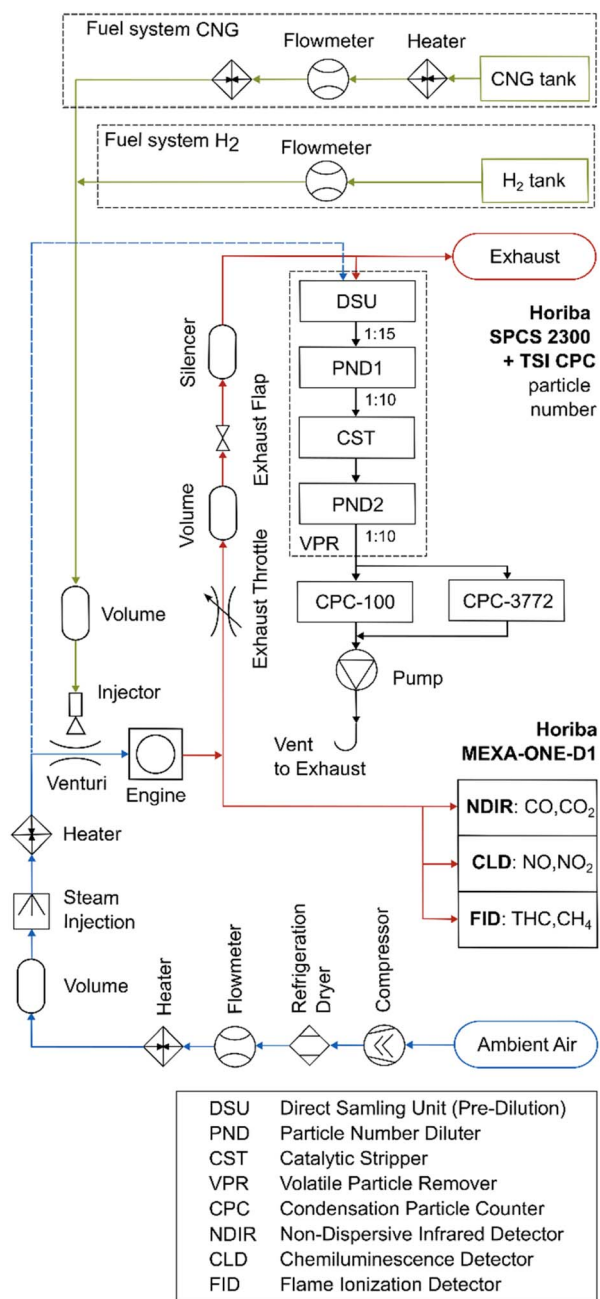 Fuel system CNG
Flowmeter
Heater
CNG tank
Fuel system H2
Flowmeter
H2 tank
Exhaust
DSU
1:15
PND1
1:10
CST
PND2
VPR
1:10
Horiba
SPCS 2300
+ TSI CPC
particle
number
Silencer
Exhaust Flap
Volume
Exhaust Throttle
CPC-100
CPC-3772
Pump
Vent
to Exhaust
Volume
Injector
Venturi
Engine
Horiba
MEXA-ONE-D1
NDIR: CO,CO2
CLD: NO,NO2
FID: THC,CH4
Heater
Steam
Injection
Volume
Heater
Flowmeter
Refrigeration
Dryer
Compressor
Ambient Air
DSU Direct Samling Unit (Pre-Dilution)
PND Particle Number Diluter
CST Catalytic Stripper
VPR Volatile Particle Remover
CPC Condensation Particle Counter
NDIR Non-Dispersive Infrared Detector
CLD Chemiluminescence Detector
FID Flame Ionization Detector